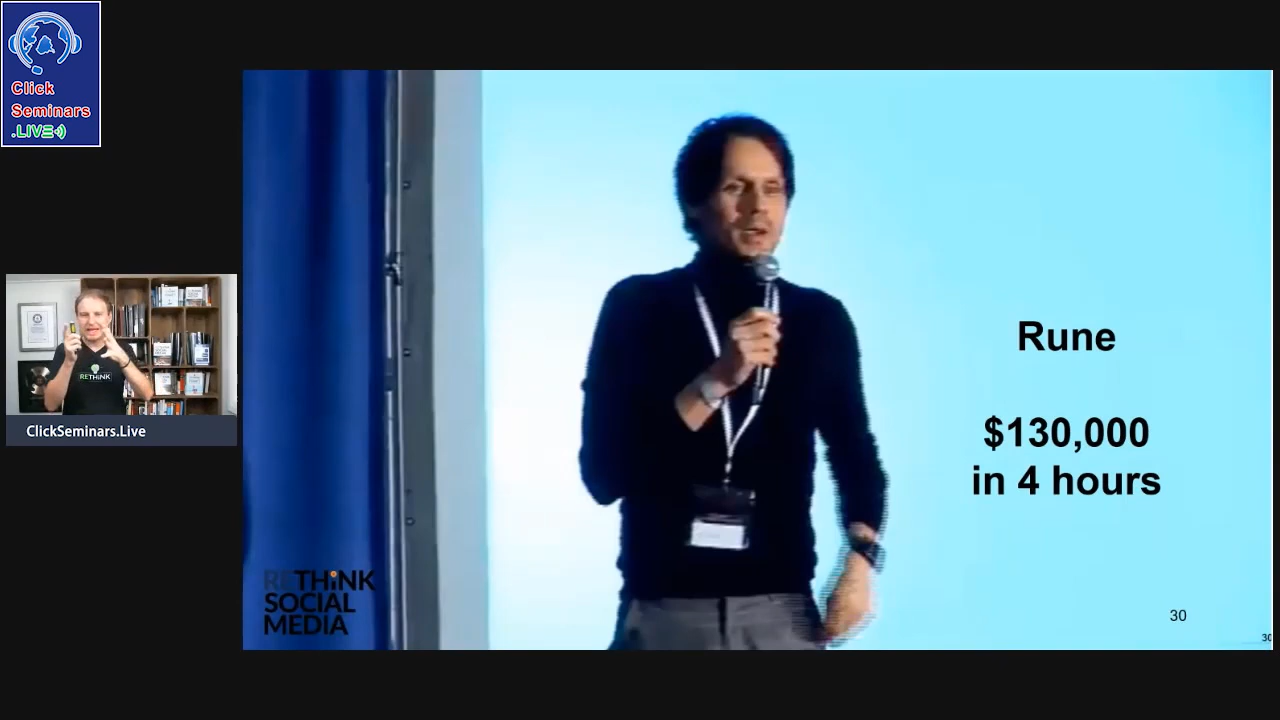 Click
Seminars
.LIVE
RETHiNK
ClickSeminars.Live
Rune
$130,000
in 4 hours
RETHiNK
SOCIAL
MEDIA
30
30